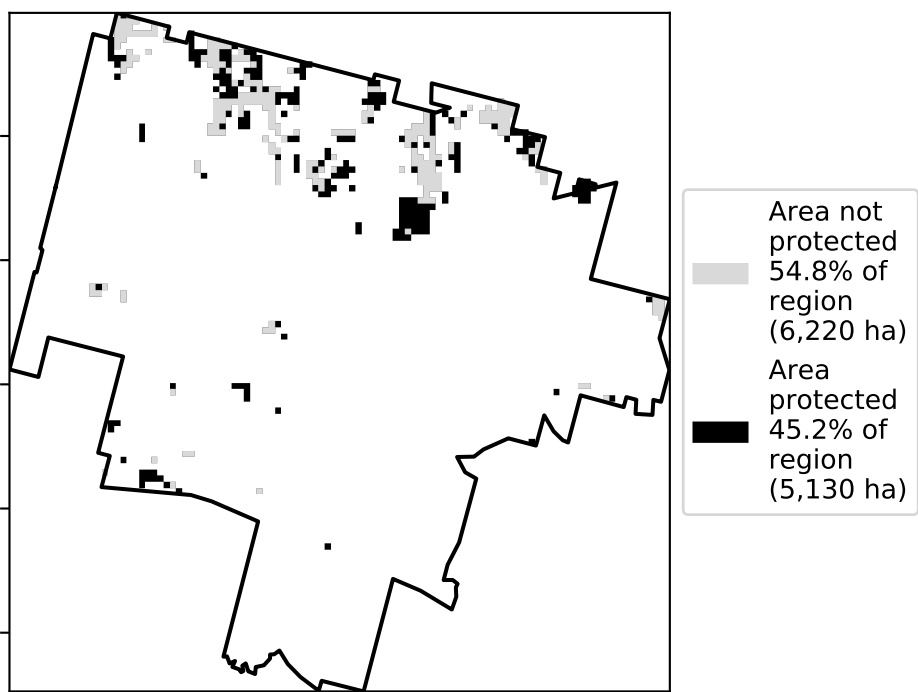 Area not
protected
54.8% of
region
(6,220 ha)
Area
protected
45.2% of
region
(5,130 ha)